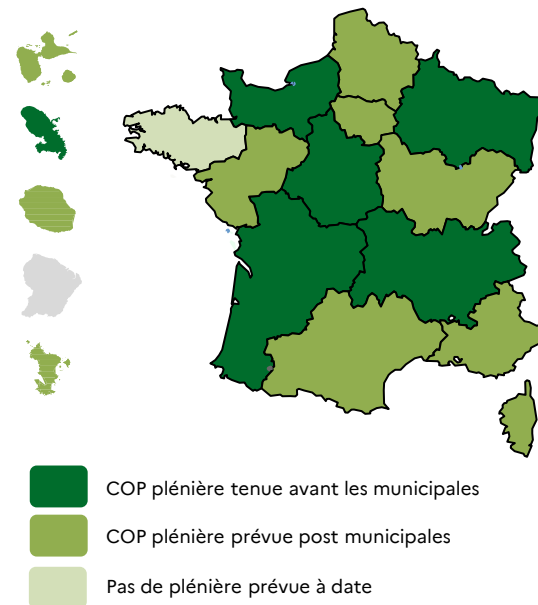 COP plénière tenue avant les municipales
COP plénière prévue post municipales
Pas de plénière prévue à date